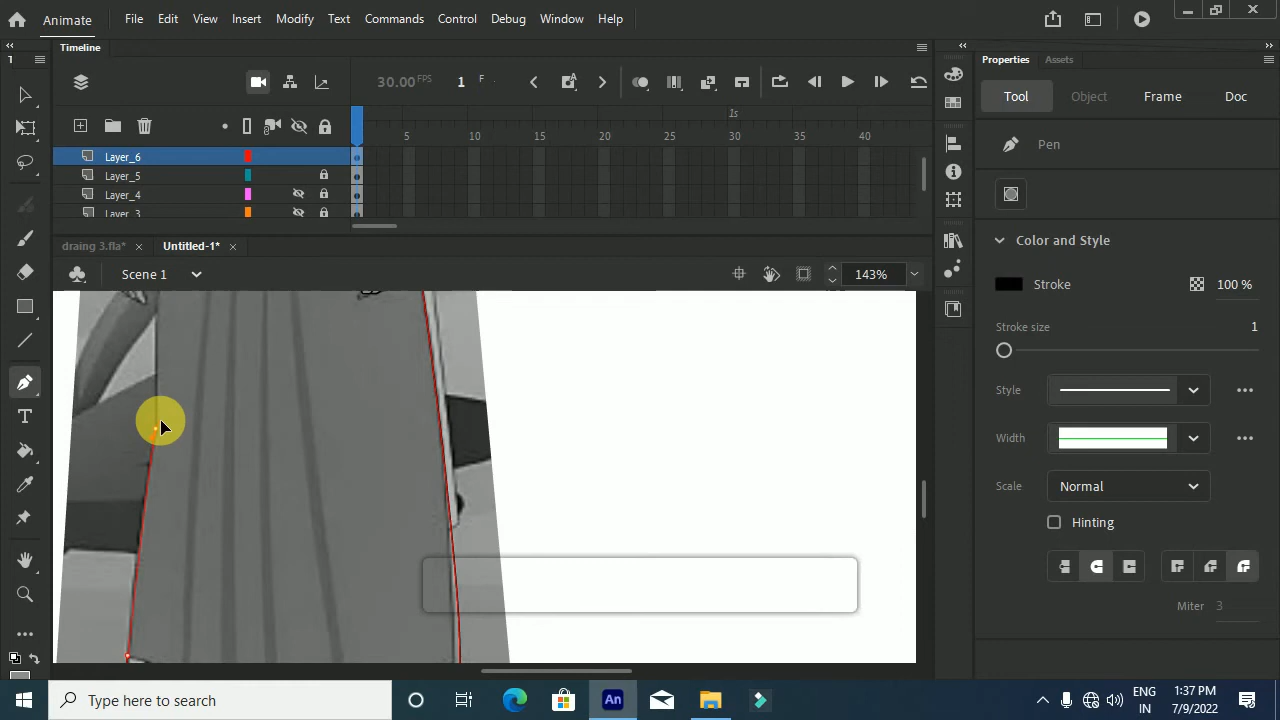 Animate
File
Edit
View
Insert
Modify
Text
Commands
Control
Debug
Window
Help
Timeline
30.00 FPS
1 F
1s
5
10
15
20
25
30
35
40
Layer_6
Layer_5
Layer_4
Layer_3
draing 3.fla*
Untitled-1*
Scene 1
143%
Properties
Assets
Tool
Object
Frame
Doc
Pen
Color and Style
Stroke
100 %
Stroke size
1
Style
Width
Scale
Normal
Hinting
Miter
3
An
Type here to search
ENG
IN
1:37 PM
7/9/2022